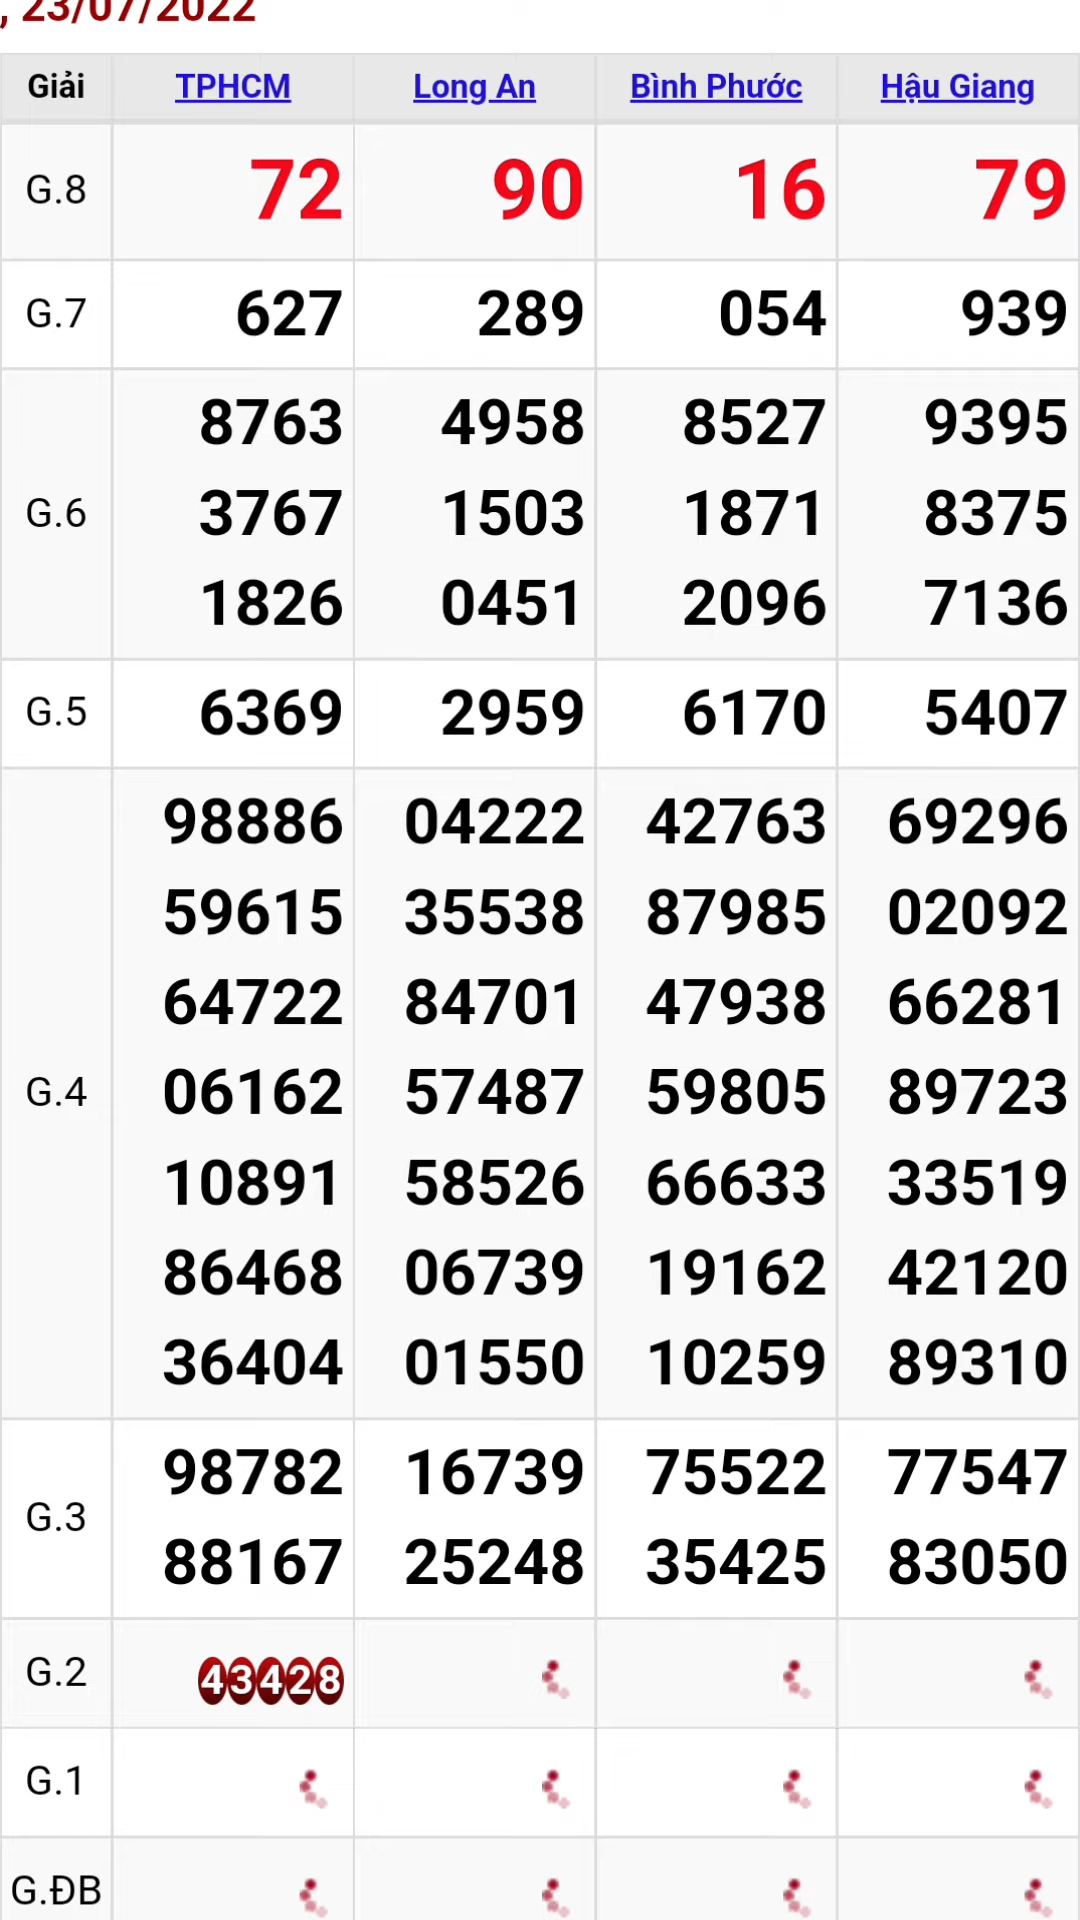 , 23/07/2022
Giải TPHCM Long An Bình Phước Hậu Giang
G.8 72 90 16 79
G.7 627 289 054 939
8763 4958 8527 9395
G.6 3767 1503 1871 8375
1826 0451 2096 7136
G.5 6369 2959 6170 5407
98886 04222 42763 69296
59615 35538 87985 02092
64722 84701 47938 66281
G.4 06162 57487 59805 89723
10891 58526 66633 33519
86468 06739 19162 42120
36404 01550 10259 89310
G.3 98782 16739 75522 77547
88167 25248 35425 83050
G.2 43428
G.1
G.ĐB